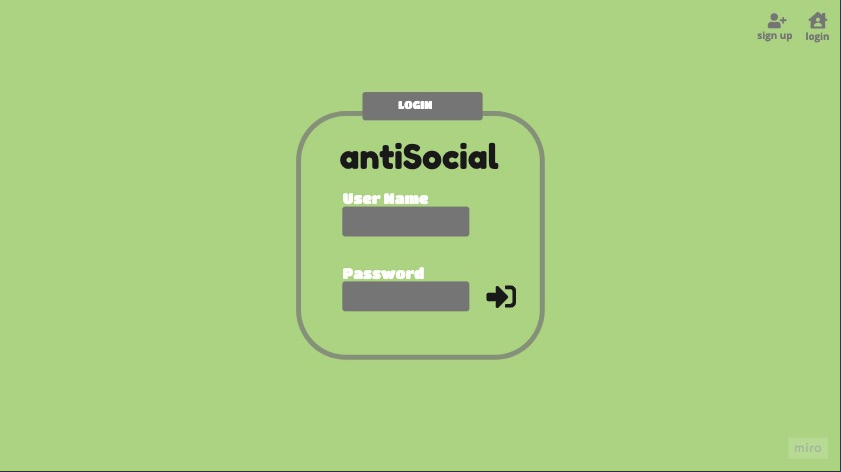 sign up
login
LOGIN
antiSocial
User Name
Password
miro